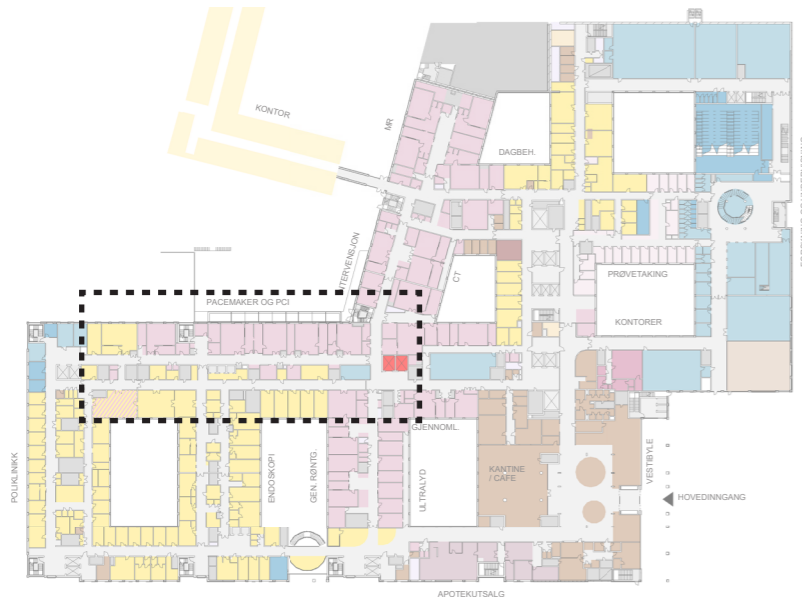 KONTOR
MR
DAGBEH.
INTERVENSJON
CT
PRØVETAKING
PACEMAKER OG PCI
KONTORER
GJENNOML.
POLIKLINIKK
ENDOSKOPI
GEN. RØNTG.
ULTRALYD
KANTINE
/ CAFE
VESTIBYLE
HOVEDINNGANG
APOTEKUTSALG